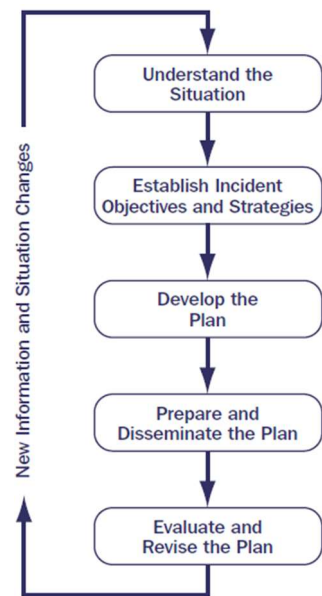 Understand the
Situation
Establish Incident
Objectives and Strategies
Develop the
Plan
Prepare and
Disseminate the Plan
Evaluate and
Revise the Plan
New Information and Situation Changes